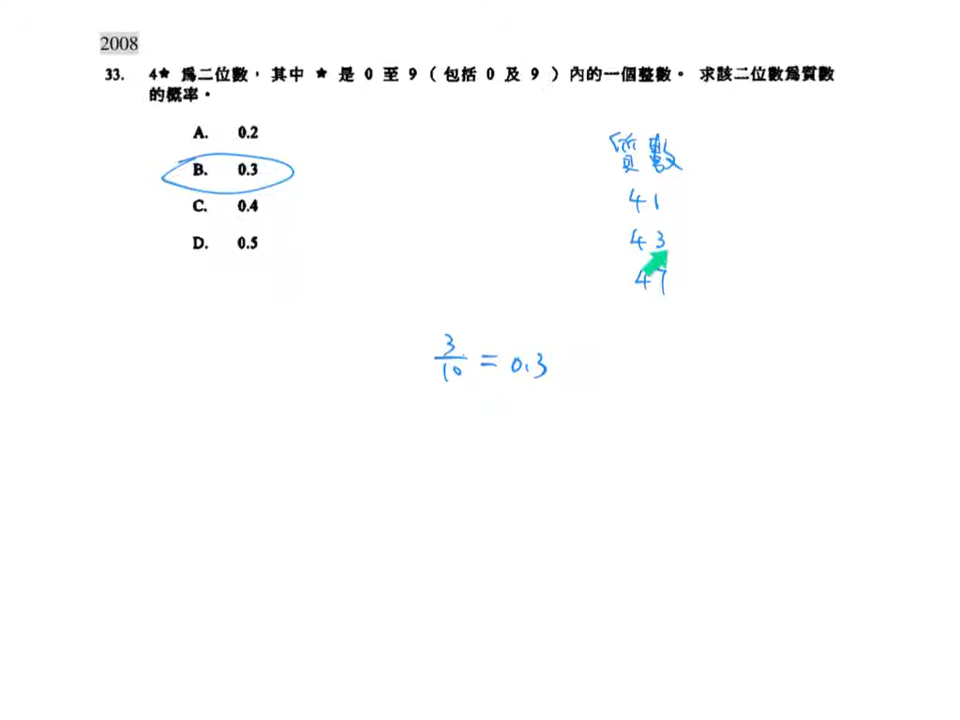 2008
33. 4★ 為二位數，其中 ★ 是 0 至 9（包括 0 及 9）內的一個整數。求該二位數為質數
的概率。
A. 0.2
B. 0.3
C. 0.4
D. 0.5
質數
41
43
47
3/10 = 0.3